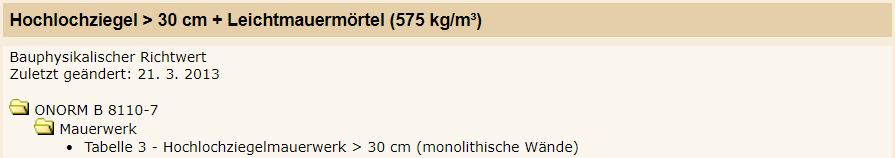 Hochlochziegel > 30 cm + Leichtmauermörtel (575 kg/m³)
Bauphysikalischer Richtwert
Zuletzt geändert: 21. 3. 2013
ONORM B 8110-7
Mauerwerk
• Tabelle 3 - Hochlochziegelmauerwerk > 30 cm (monolithische Wände)